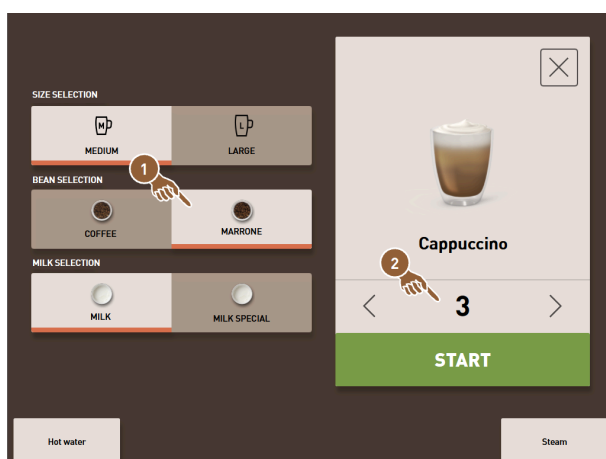 SIZE SELECTION
M
MEDIUM
L
LARGE
1
BEAN SELECTION
COFFEE
MARRONE
MILK SELECTION
MILK
MILK SPECIAL
Cappuccino
2
3
START
Hot water
Steam